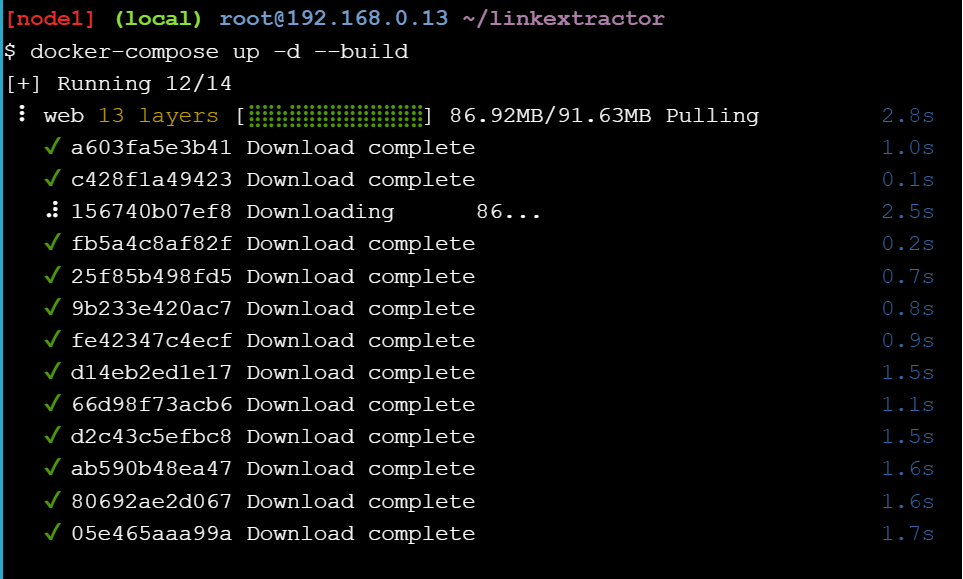 [node1] (local) root@192.168.0.13 ~/linkextractor
$ docker-compose up -d --build
[+] Running 12/14
⠸ web 13 layers [⣿⣿⣿⣿⣿⣿⣿⣿⣿⣿⣿⣿⣿] 86.92MB/91.63MB Pulling 2.8s
✓ a603fa5e3b41 Download complete 1.0s
✓ c428f1a49423 Download complete 0.1s
⠼ 156740b07ef8 Downloading 86... 2.5s
✓ fb5a4c8af82f Download complete 0.2s
✓ 25f85b498fd5 Download complete 0.7s
✓ 9b233e420ac7 Download complete 0.8s
✓ fe42347c4ecf Download complete 0.9s
✓ d14eb2ed1e17 Download complete 1.5s
✓ 66d98f73acb6 Download complete 1.1s
✓ d2c43c5efbc8 Download complete 1.5s
✓ ab590b48ea47 Download complete 1.6s
✓ 80692ae2d067 Download complete 1.6s
✓ 05e465aaa99a Download complete 1.7s